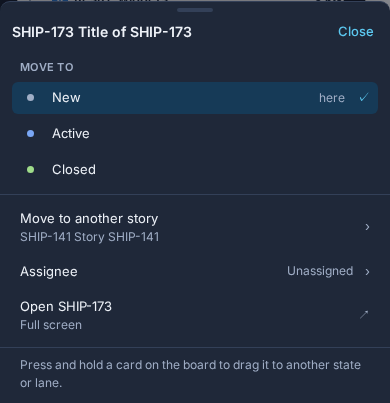 SHIP-173 Title of SHIP-173
Close
MOVE TO
New
here ✓
Active
Closed
Move to another story
SHIP-141 Story SHIP-141
›
Assignee
Unassigned ›
Open SHIP-173
Full screen
↗
Press and hold a card on the board to drag it to another state
or lane.